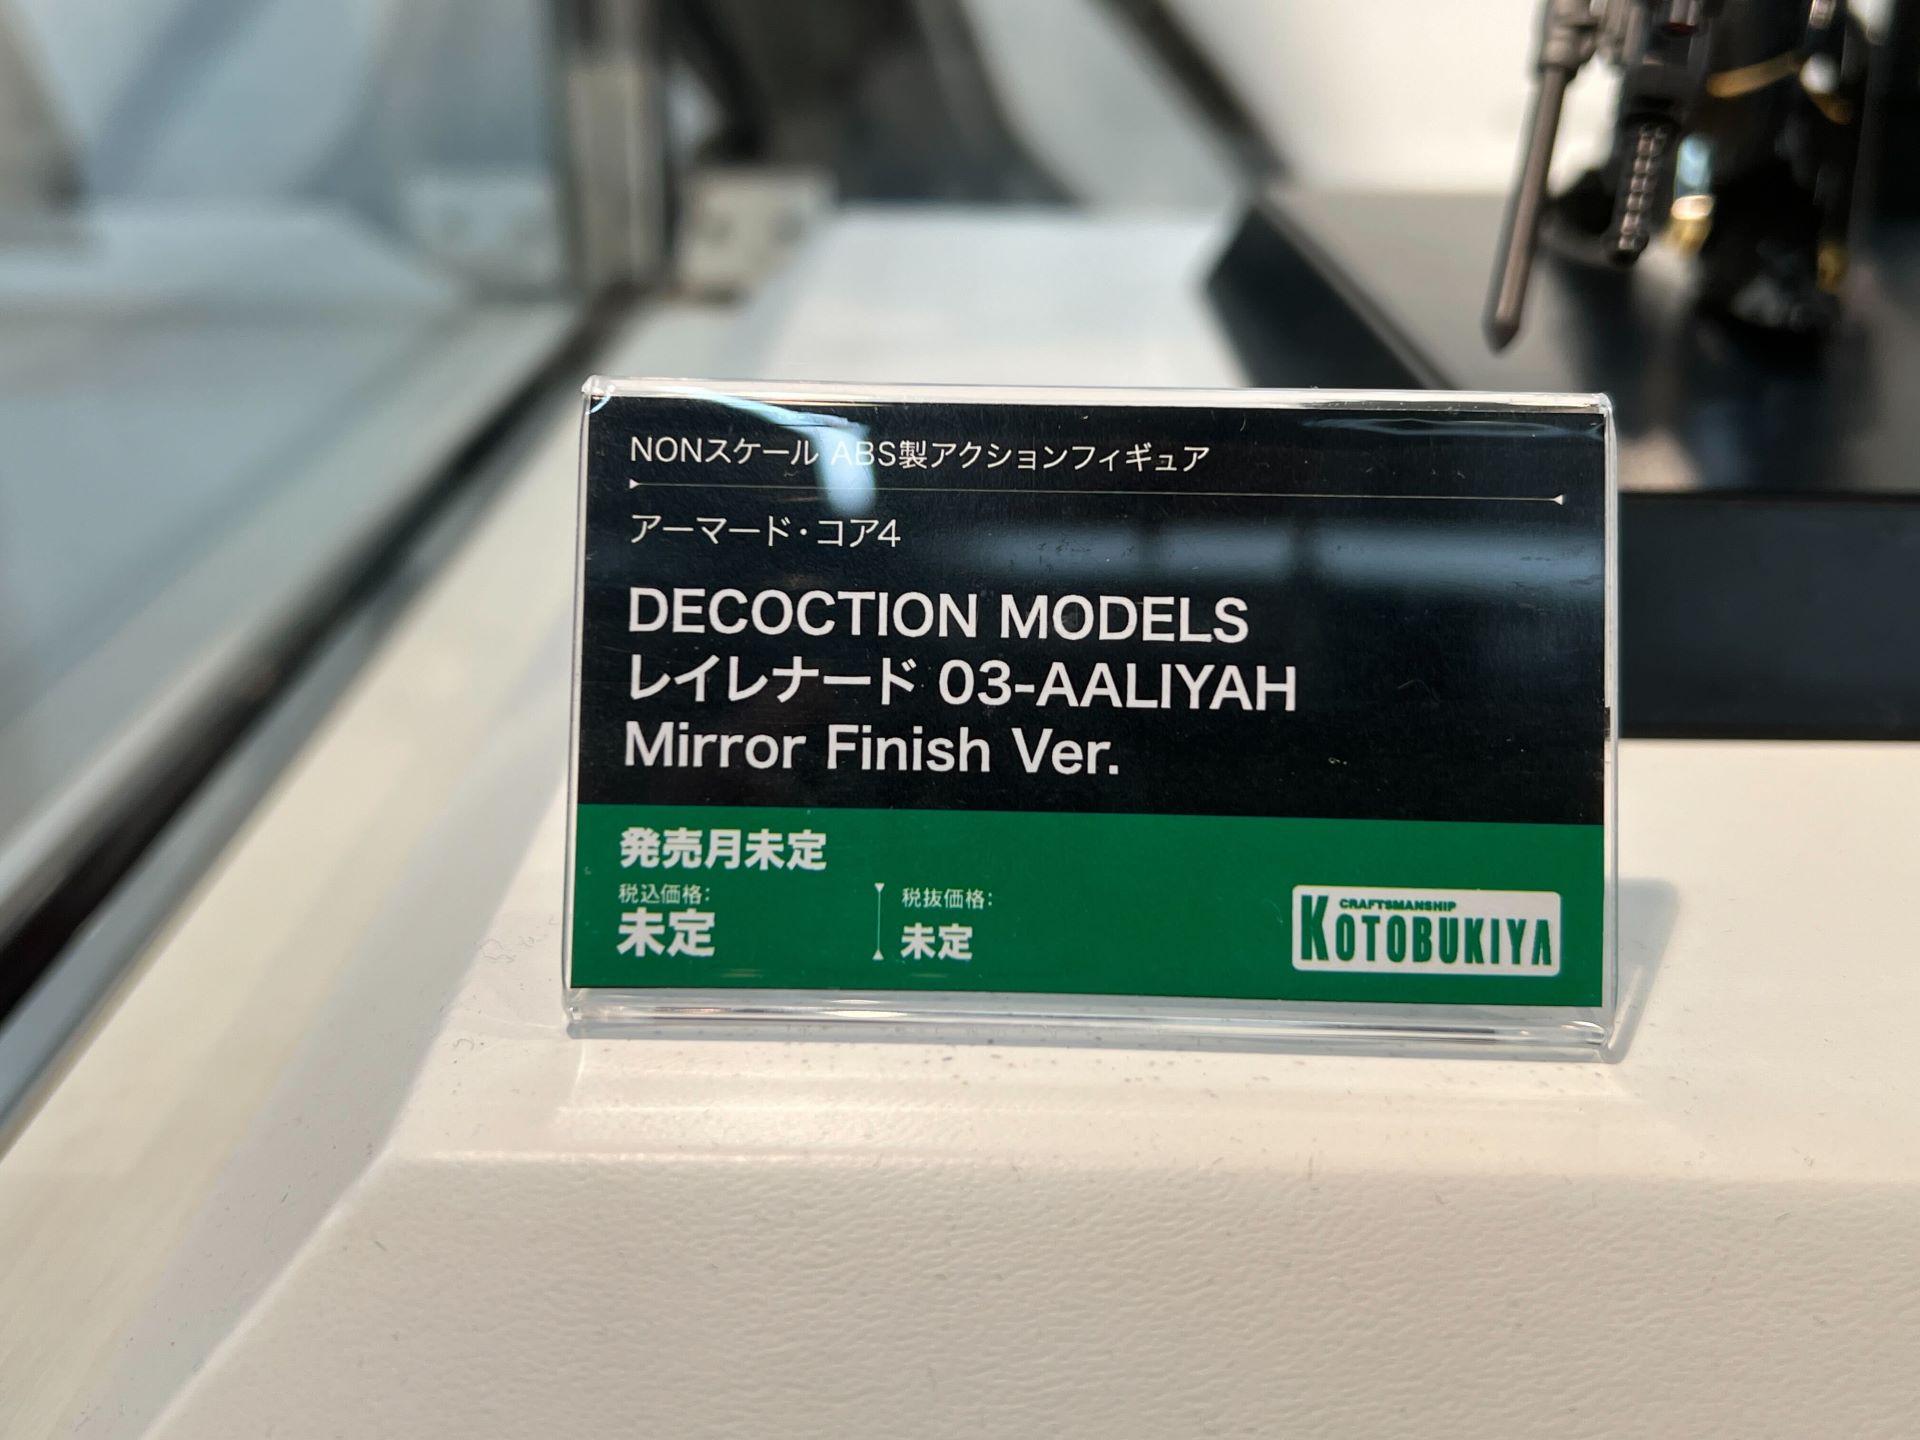 NONスケール ABS製アクションフィギュア
アーマード・コア4
DECOCTION MODELS
レイレナード 03-AALIYAH
Mirror Finish Ver.
発売月未定
税込価格:
未定
税抜価格:
未定
CRAFTSMANSHIP
KOTOBUKIYA